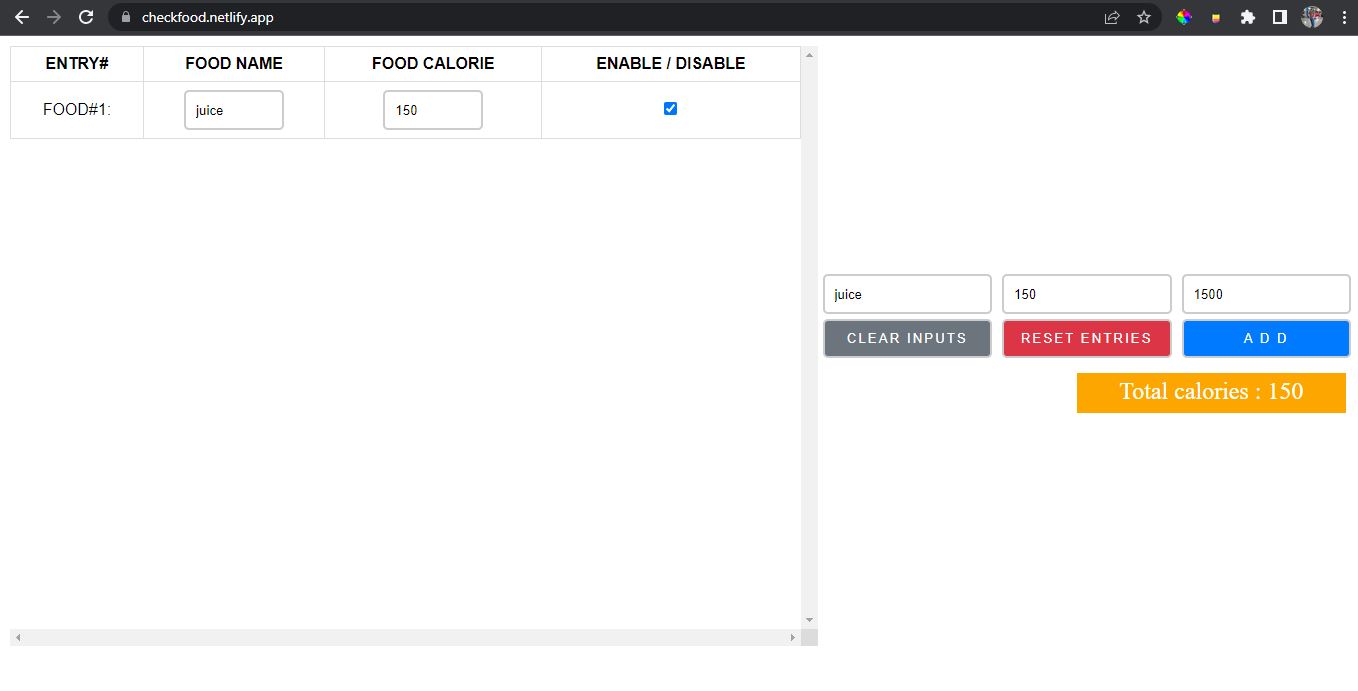 checkfood.netlify.app
ENTRY# FOOD NAME FOOD CALORIE ENABLE / DISABLE
FOOD#1: juice 150
juice 150 1500
CLEAR INPUTS RESET ENTRIES A D D
Total calories : 150